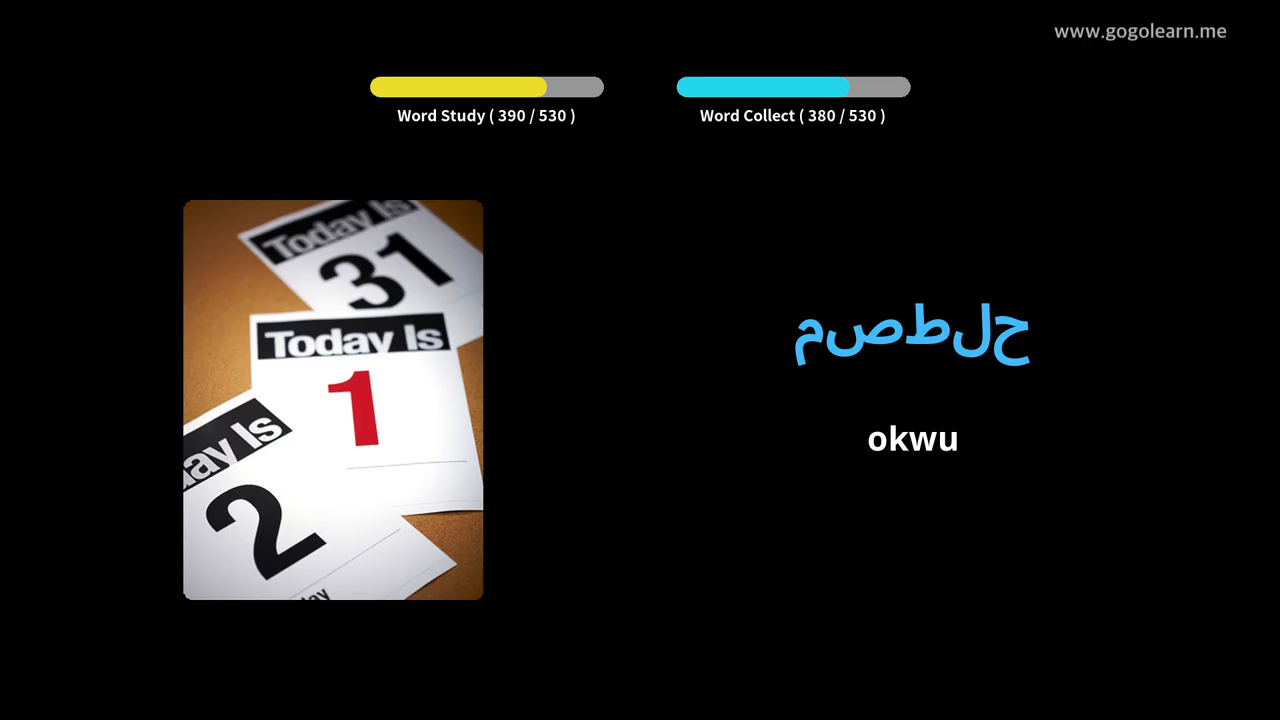 www.gogolearn.me
Word Study ( 390 / 530 )
Word Collect ( 380 / 530 )
Today Is
31
Today Is
1
day Is
2
مصطلح
okwu